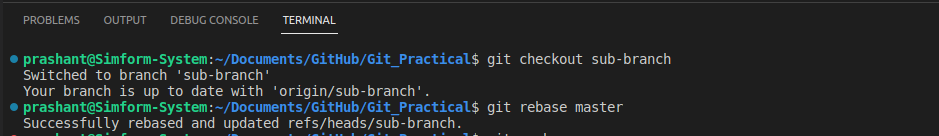 PROBLEMS OUTPUT DEBUG CONSOLE TERMINAL
prashant@Simform-System:~/Documents/GitHub/Git_Practical$ git checkout sub-branch
Switched to branch 'sub-branch'
Your branch is up to date with 'origin/sub-branch'.
prashant@Simform-System:~/Documents/GitHub/Git_Practical$ git rebase master
Successfully rebased and updated refs/heads/sub-branch.